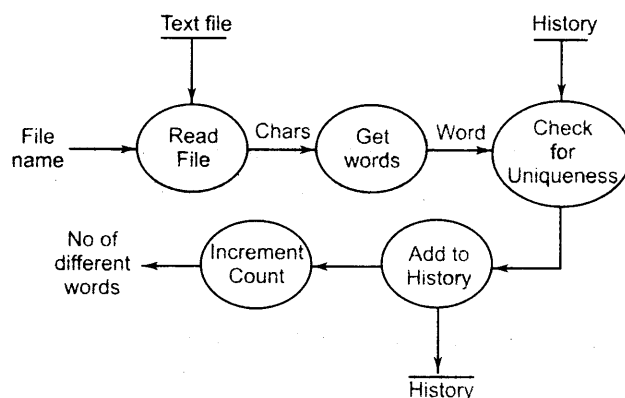 Text file
History
File
name
Read
File
Chars
Get
words
Word
Check
for
Uniqueness
No of
different
words
Increment
Count
Add to
History
History